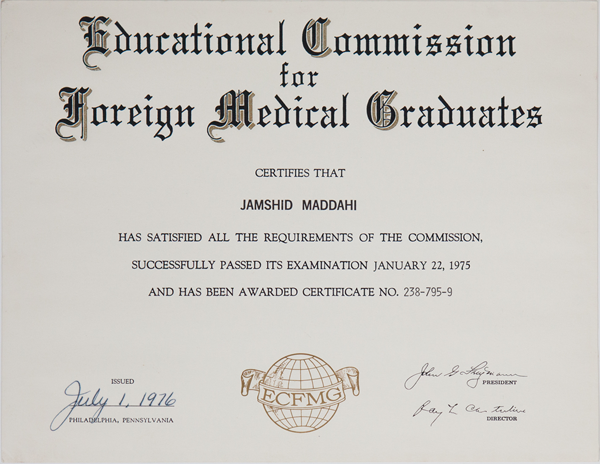 Educational Commission
for
Foreign Medical Graduates
CERTIFIES THAT
JAMSHID MADDAHI
HAS SATISFIED ALL THE REQUIREMENTS OF THE COMMISSION,
SUCCESSFULLY PASSED ITS EXAMINATION JANUARY 22, 1975
AND HAS BEEN AWARDED CERTIFICATE NO. 238-795-9
ISSUED
July 1, 1976
PHILADELPHIA, PENNSYLVANIA
ECFMG
PRESIDENT
DIRECTOR